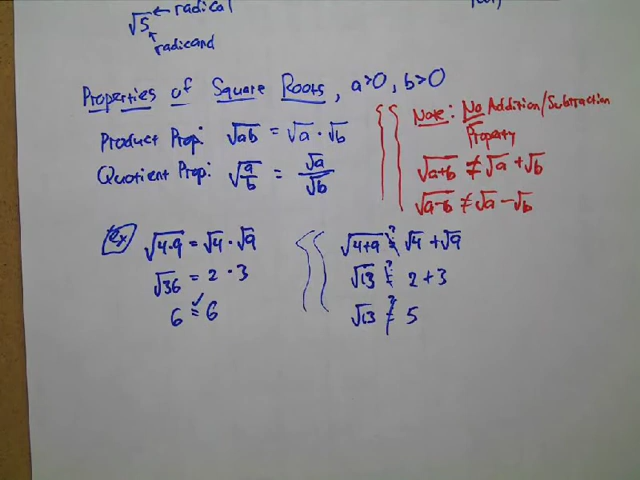 √5 ← radical
radicand
Properties of Square Roots, a>0, b>0
Product Prop: √ab = √a · √b
Quotient Prop: √a/b = √a/√b
Note: No Addition/Subtraction
Property
√a+b ≠ √a + √b
√a-b ≠ √a - √b
Ex
√4·9 = √4 · √9
√36 = 2 · 3
6 = 6 ✓
√4+9 ≟ √4 + √9
√13 ≟ 2 + 3
√13 ≠ 5